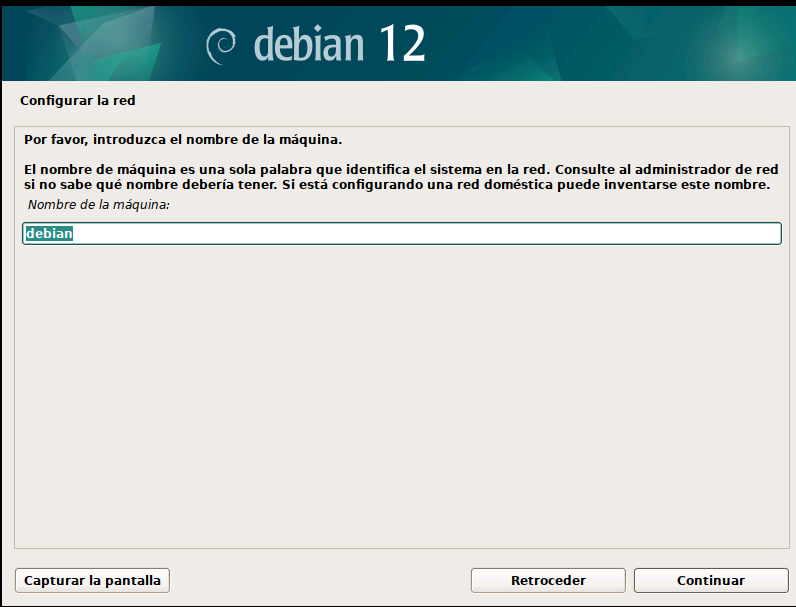 debian 12
Configurar la red
Por favor, introduzca el nombre de la máquina.
El nombre de máquina es una sola palabra que identifica el sistema en la red. Consulte al administrador de red
si no sabe qué nombre debería tener. Si está configurando una red doméstica puede inventarse este nombre.
Nombre de la máquina:
debian
Capturar la pantalla
Retroceder
Continuar